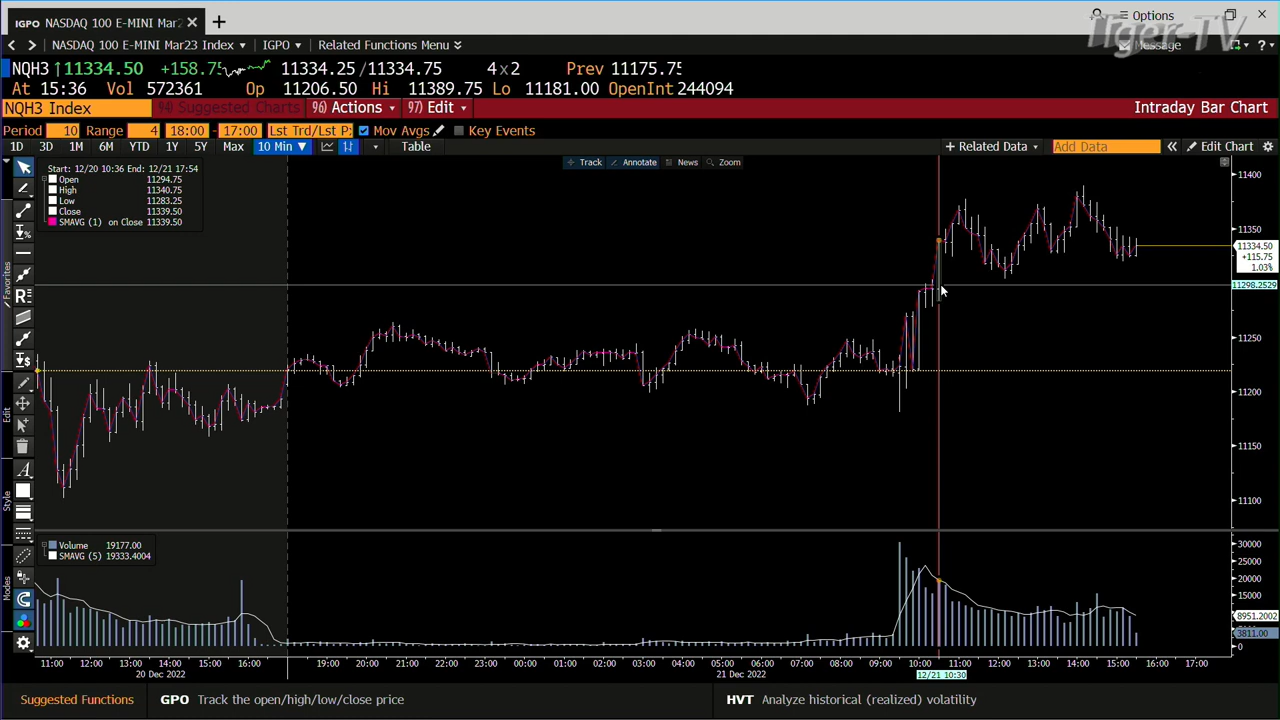 IGPO NASDAQ 100 E-MINI Mar2
Options
Tiger-TV
NASDAQ 100 E-MINI Mar23 Index IGPO Related Functions Menu Message
NQH3 ↑11334.50 +158.75 11334.25/11334.75 4x2 Prev 11175.75
At 15:36 Vol 572361 Op 11206.50 Hi 11389.75 Lo 11181.00 OpenInt 244094
NQH3 Index 94) Suggested Charts 96) Actions 97) Edit Intraday Bar Chart
Period 10 Range 4 18:00 - 17:00 Lst Trd/Lst P: Mov Avgs Key Events
1D 3D 1M 6M YTD 1Y 5Y Max 10 Min ▼ Table + Related Data Add Data « Edit Chart
Track Annotate News Zoom
Start: 12/20 10:36 End: 12/21 17:54
Open 11294.75
High 11340.75
Low 11283.25
Close 11339.50
SMAVG (1) on Close 11339.50
11400
11350
11334.50
+115.75
1.03%
11298.2529
11250
11200
11150
11100
Favorites
Edit
Style
Modes
Volume 19177.00
SMAVG (5) 19333.4004
30000
25000
20000
15000
8951.2002
3811.00
0
11:00 12:00 13:00 14:00 15:00 16:00 19:00 20:00 21:00 22:00 23:00 00:00 01:00 02:00 03:00 04:00 05:00 06:00 07:00 08:00 09:00 10:00 11:00 12:00 13:00 14:00 15:00 16:00 17:00
20 Dec 2022 21 Dec 2022 12/21 10:30
Suggested Functions GPO Track the open/high/low/close price HVT Analyze historical (realized) volatility